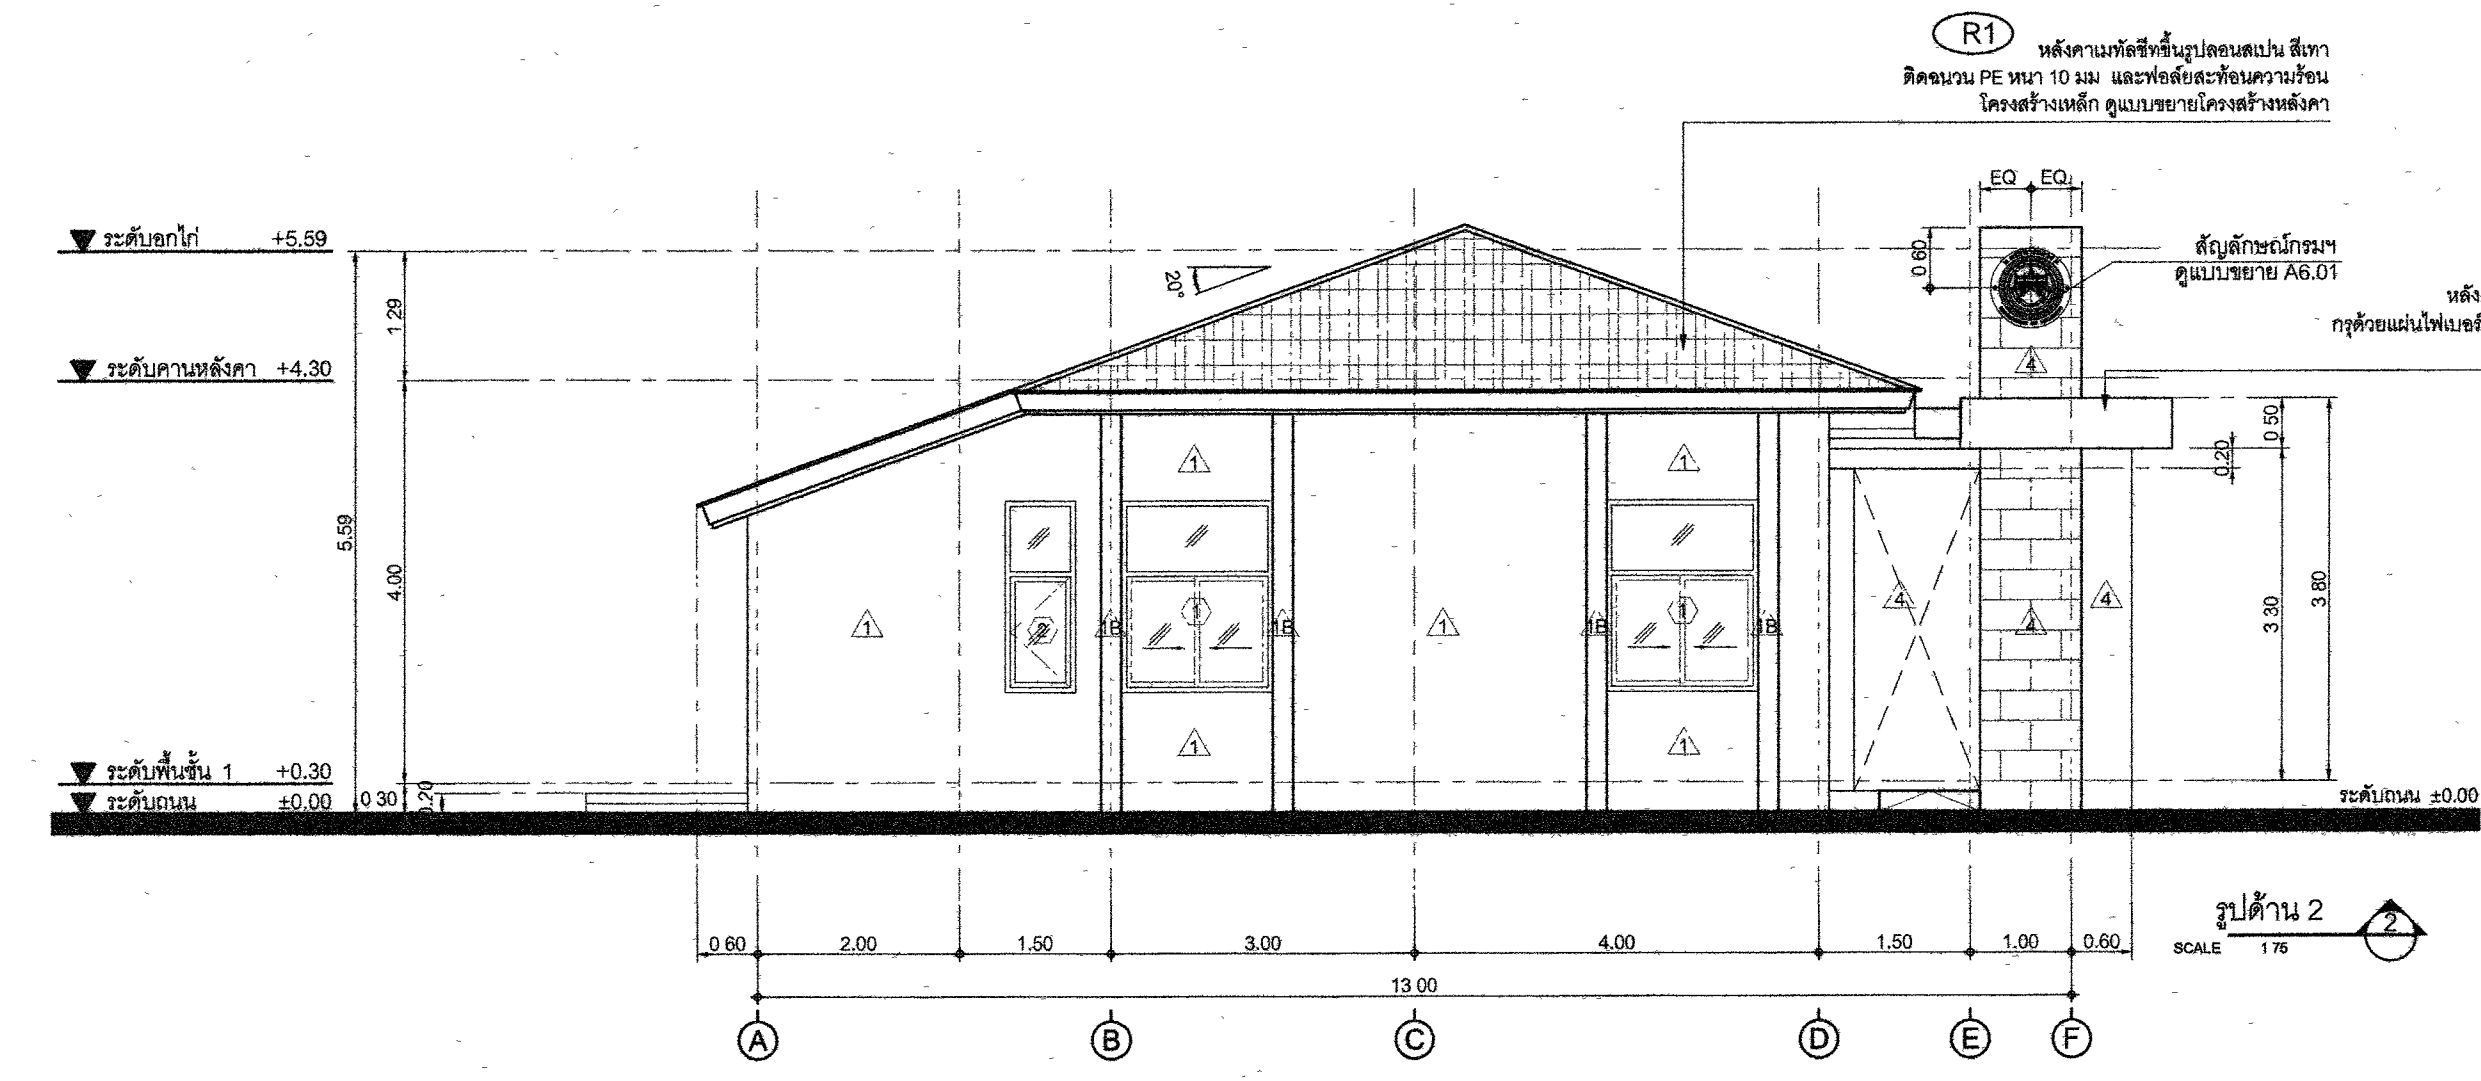 R1
หลังคาเมทัลชีทขึ้นรูปลอนสเปน สีเทา
ติดฉนวน PE หนา 10 มม และฟอล์ยสะท้อนความร้อน
โครงสร้างเหล็ก ดูแบบขยายโครงสร้างหลังคา
EQ EQ
ระดับอกไก่ +5.59
0 60
สัญลักษณ์กรมฯ
ดูแบบขยาย A6.01
20°
หลัง
1 29
กรุด้วยแผ่นไฟเบอร์
ระดับคานหลังคา +4.30
4
0 50
0.20
1 1
5.59
4.00
1 2 1B 1 1B 1 1B 1 1B 4 4 4
3 30
3 80
1 1
ระดับพื้นชั้น 1 +0.30
ระดับถนน ±0.00
0 30
0.20
ระดับถนน ±0.00
รูปด้าน 2
2
SCALE 1 75
0 60 2.00 1.50 3.00 4.00 1.50 1.00 0.60
13 00
A B C D E F